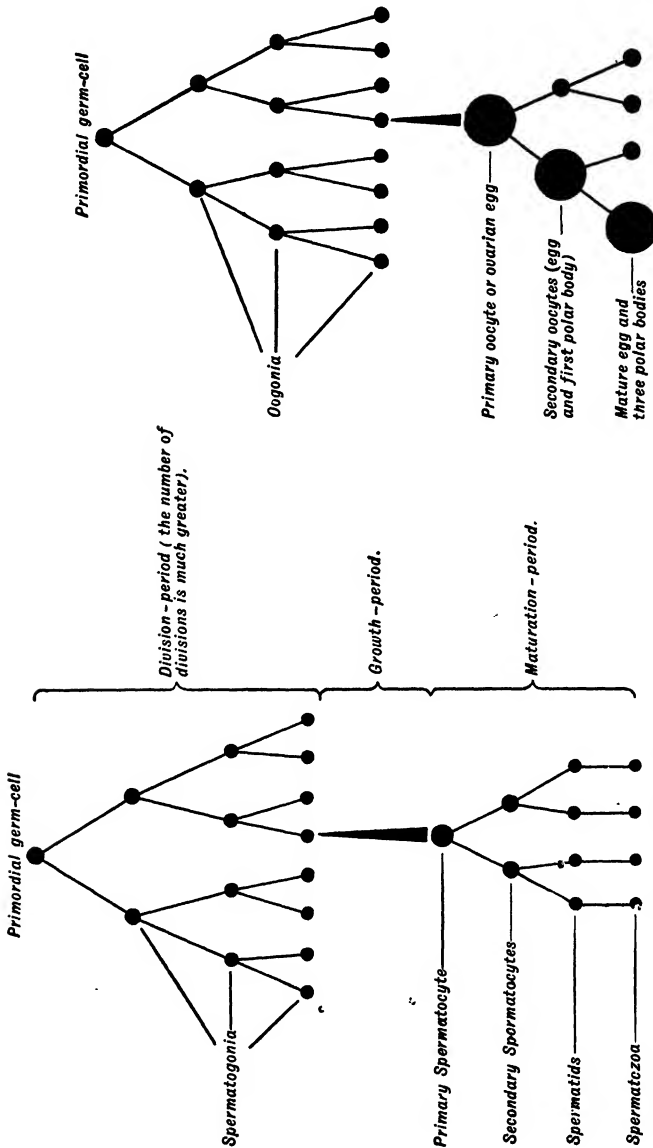 Primordial germ-cell
Spermatogonia
Primary Spermatocyte
Secondary Spormatocytes
Spermatids
Spermatczoa
Division-period (the number of
divisions is much greater).
Growth-period.
Maturation-period.
Primordial germ-cell
Oogonia
Primary oocyte or ovarian egg
Secondary oocytes (egg
and first polar body)
Mature egg and
three polar bodies